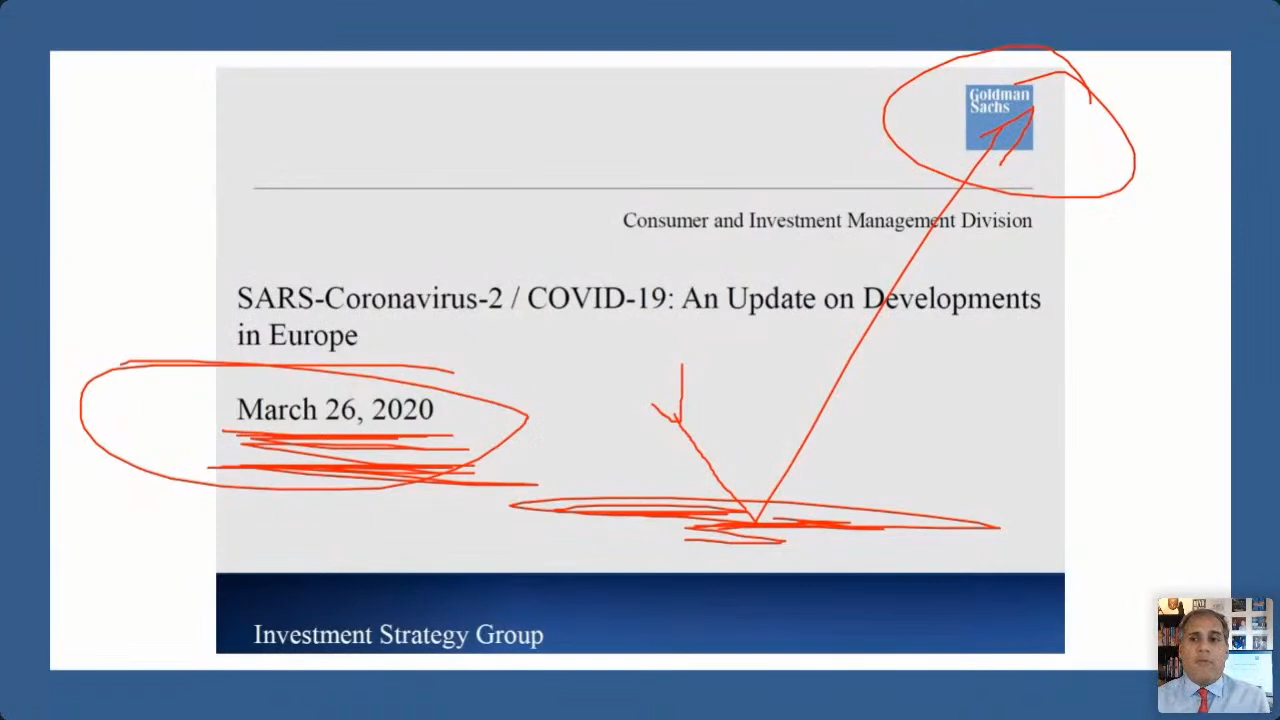 Goldman
Sachs
Consumer and Investment Management Division
SARS-Coronavirus-2 / COVID-19: An Update on Developments
in Europe
March 26, 2020
Investment Strategy Group